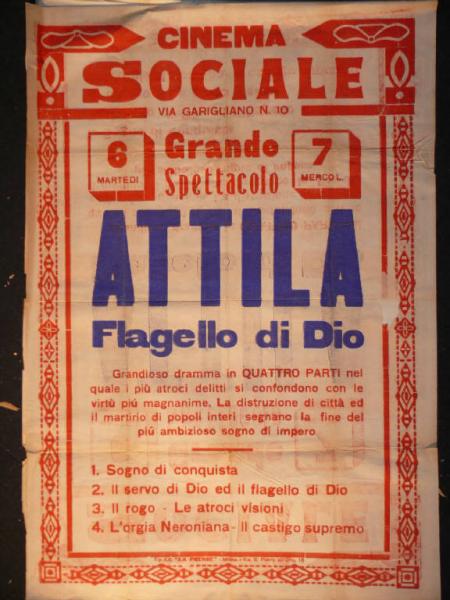 CINEMA
SOCIALE
VIA GARIGLIANO N. 10
6
MARTEDÌ
Grande
Spettacolo
7
MERCOL.
ATTILA
Flagello di Dio
Grandioso dramma in QUATTRO PARTI nel
quale i più atroci delitti si confondono con le
virtù piú magnanime. La distruzione di città ed
il martirio di popoli interi segnano la fine del
piú ambizioso sogno di impero
1. Sogno di conquista
2. Il servo di Dio ed il flagello di Dio
3. Il rogo - Le atroci visioni
4. L'orgia Neroniana - Il castigo supremo